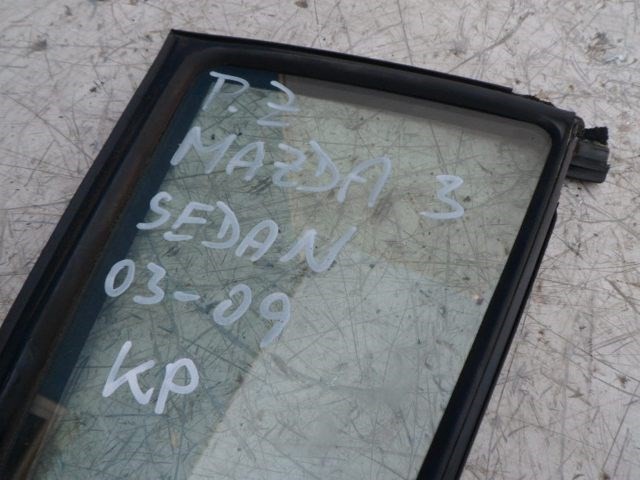 P.Z
MAZDA 3
SEDAN
03-09
KP